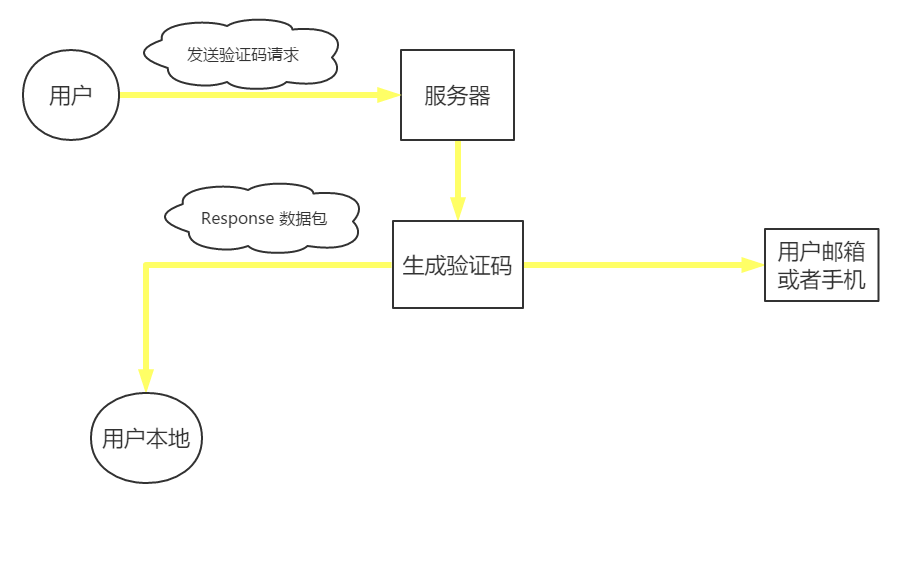 发送验证码请求
用户
服务器
Response 数据包
生成验证码
用户邮箱
或者手机
用户本地